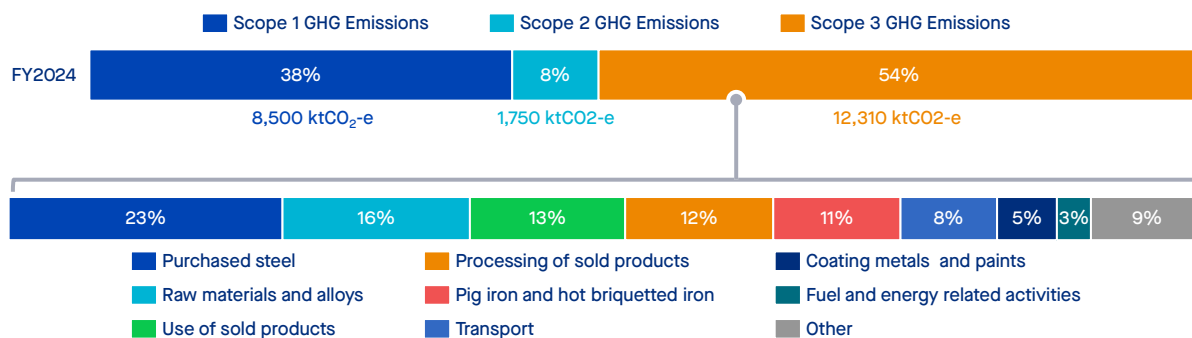 Scope 1 GHG Emissions Scope 2 GHG Emissions Scope 3 GHG Emissions
FY2024 38% 8% 54%
8,500 ktCO₂-e 1,750 ktCO2-e 12,310 ktCO2-e
23% 16% 13% 12% 11% 8% 5% 3% 9%
Purchased steel Processing of sold products Coating metals and paints
Raw materials and alloys Pig iron and hot briquetted iron Fuel and energy related activities
Use of sold products Transport Other